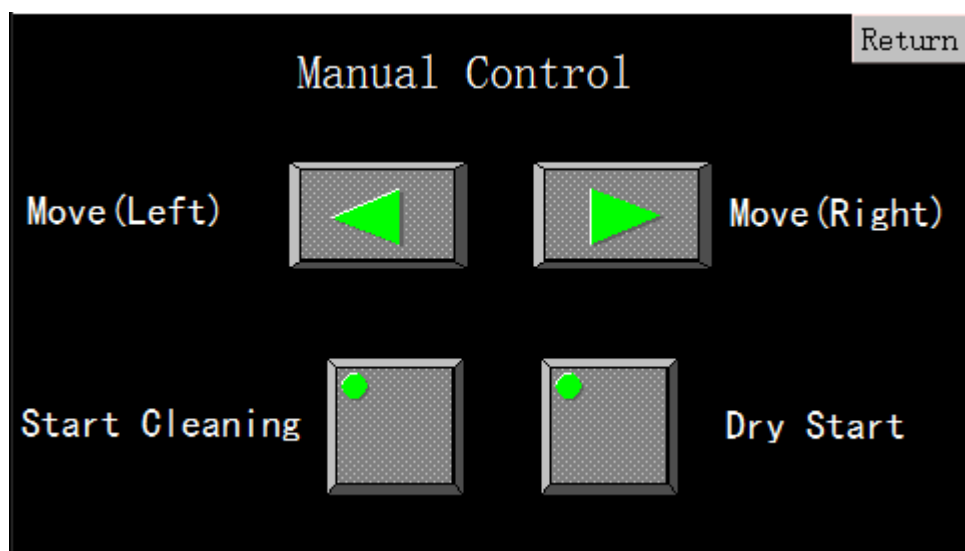 Return
Manual Control
Move(Left)
Move(Right)
Start Cleaning
Dry Start